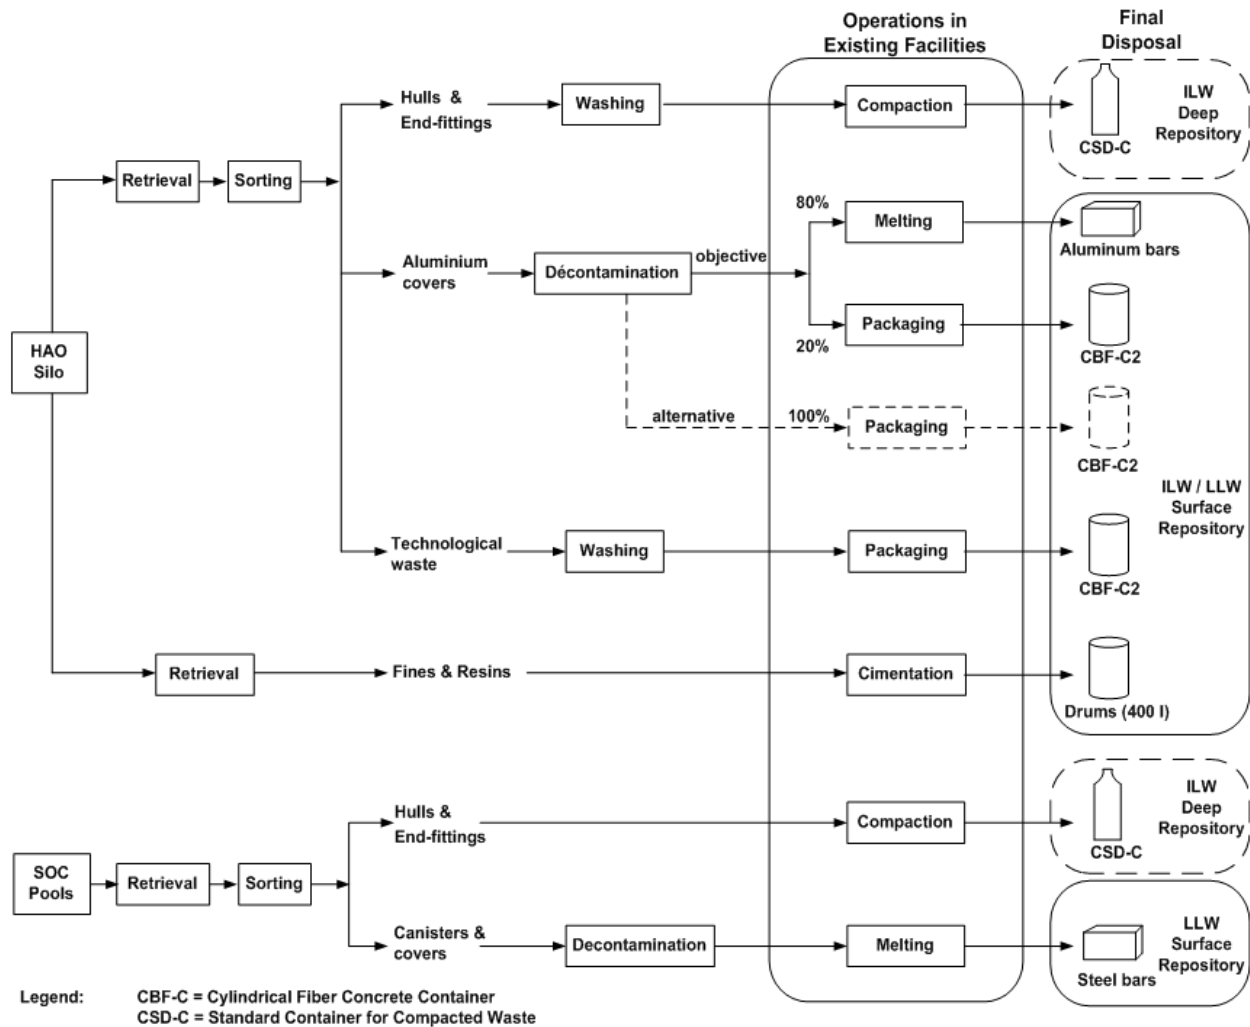 Operations in
Existing Facilities
Final
Disposal
Hulls &
End-fittings
Washing
Compaction
CSD-C
ILW
Deep
Repository
Retrieval
Sorting
80%
Melting
Aluminum bars
Aluminium
covers
Décontamination
objective
Packaging
20%
CBF-C2
HAO
Silo
alternative
100%
Packaging
CBF-C2
ILW / LLW
Surface
Repository
Technological
waste
Washing
Packaging
CBF-C2
Retrieval
Fines & Resins
Cimentation
Drums (400 l)
Hulls &
End-fittings
Compaction
CSD-C
ILW
Deep
Repository
SOC
Pools
Retrieval
Sorting
Canisters &
covers
Decontamination
Melting
Steel bars
LLW
Surface
Repository
Legend:
CBF-C = Cylindrical Fiber Concrete Container
CSD-C = Standard Container for Compacted Waste